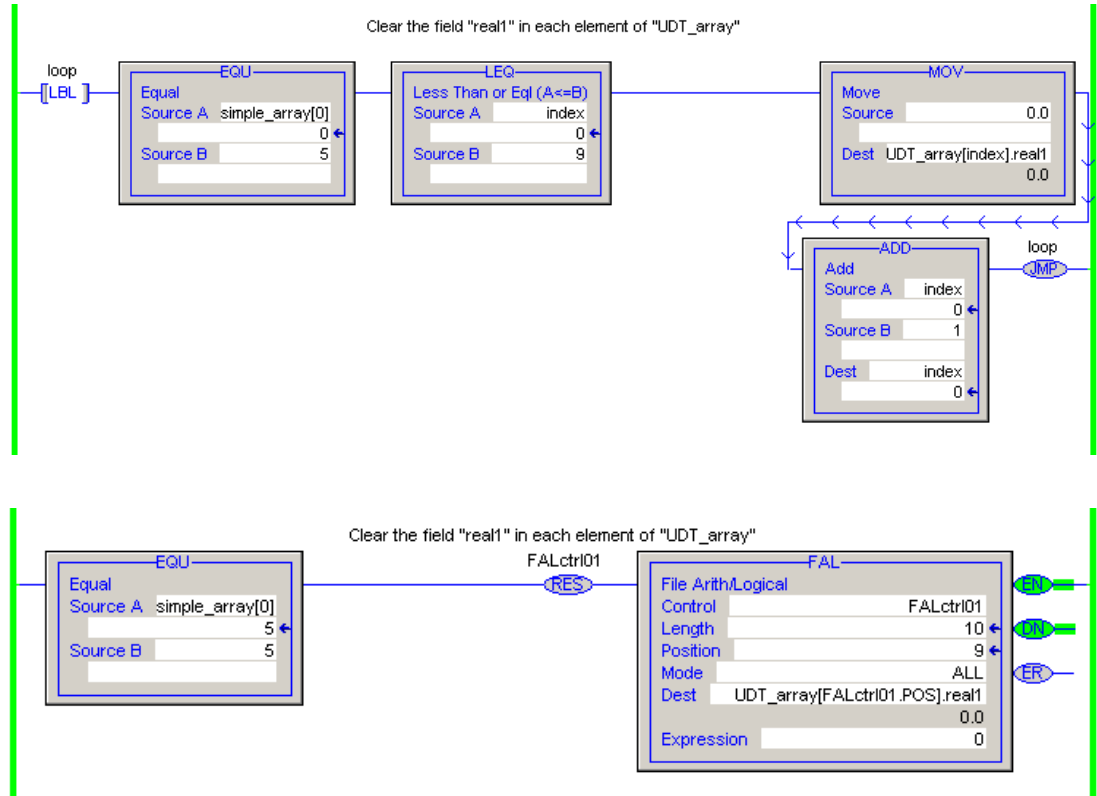 Clear the field "real1" in each element of "UDT_array"
loop
LBL
EQU
Equal
Source A simple_array[0]
0
Source B 5
LEQ
Less Than or Eql (A<=B)
Source A index
0
Source B 9
MOV
Move
Source 0.0
Dest UDT_array[index].real1
0.0
ADD
Add
Source A index
0
Source B 1
Dest index
0
loop
JMP
Clear the field "real1" in each element of "UDT_array"
EQU
Equal
Source A simple_array[0]
5
Source B 5
FALctrl01
RES
FAL
File Arith/Logical
Control FALctrl01
Length 10
Position 9
Mode ALL
Dest UDT_array[FALctrl01.POS].real1
0.0
Expression 0
EN
DN
ER